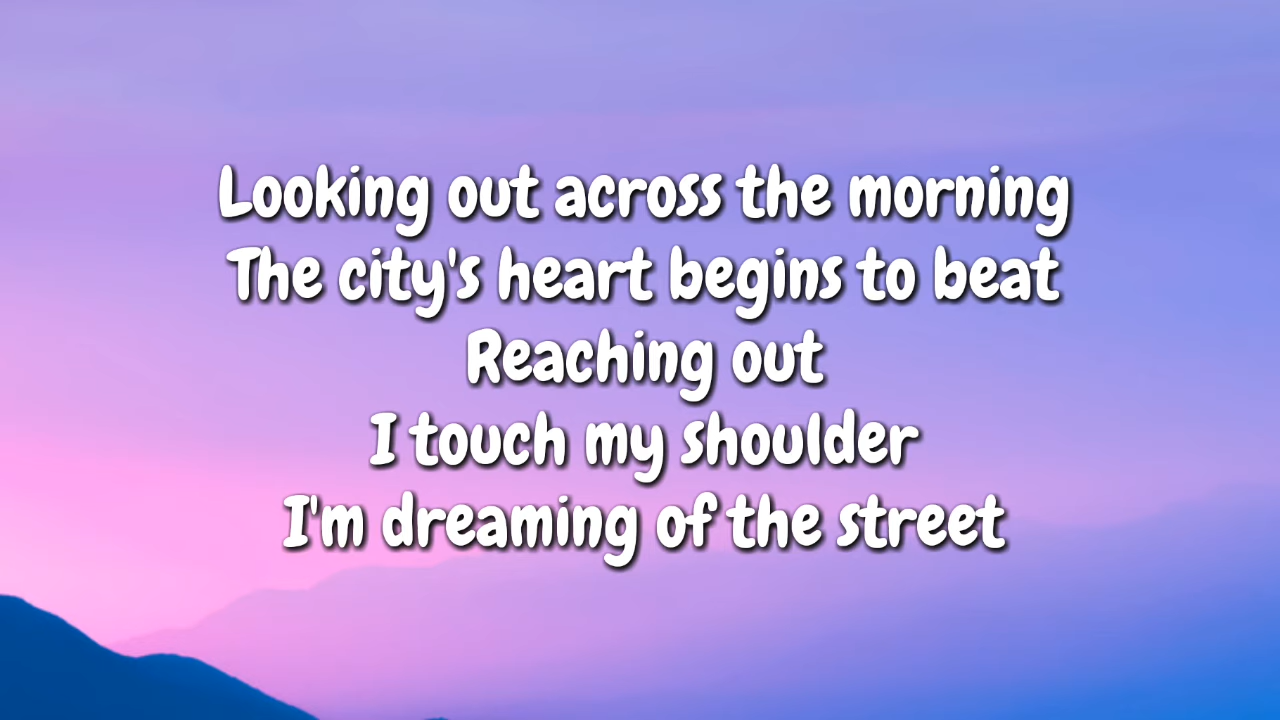 Looking out across the morning
The city's heart begins to beat
Reaching out
I touch my shoulder
I'm dreaming of the street